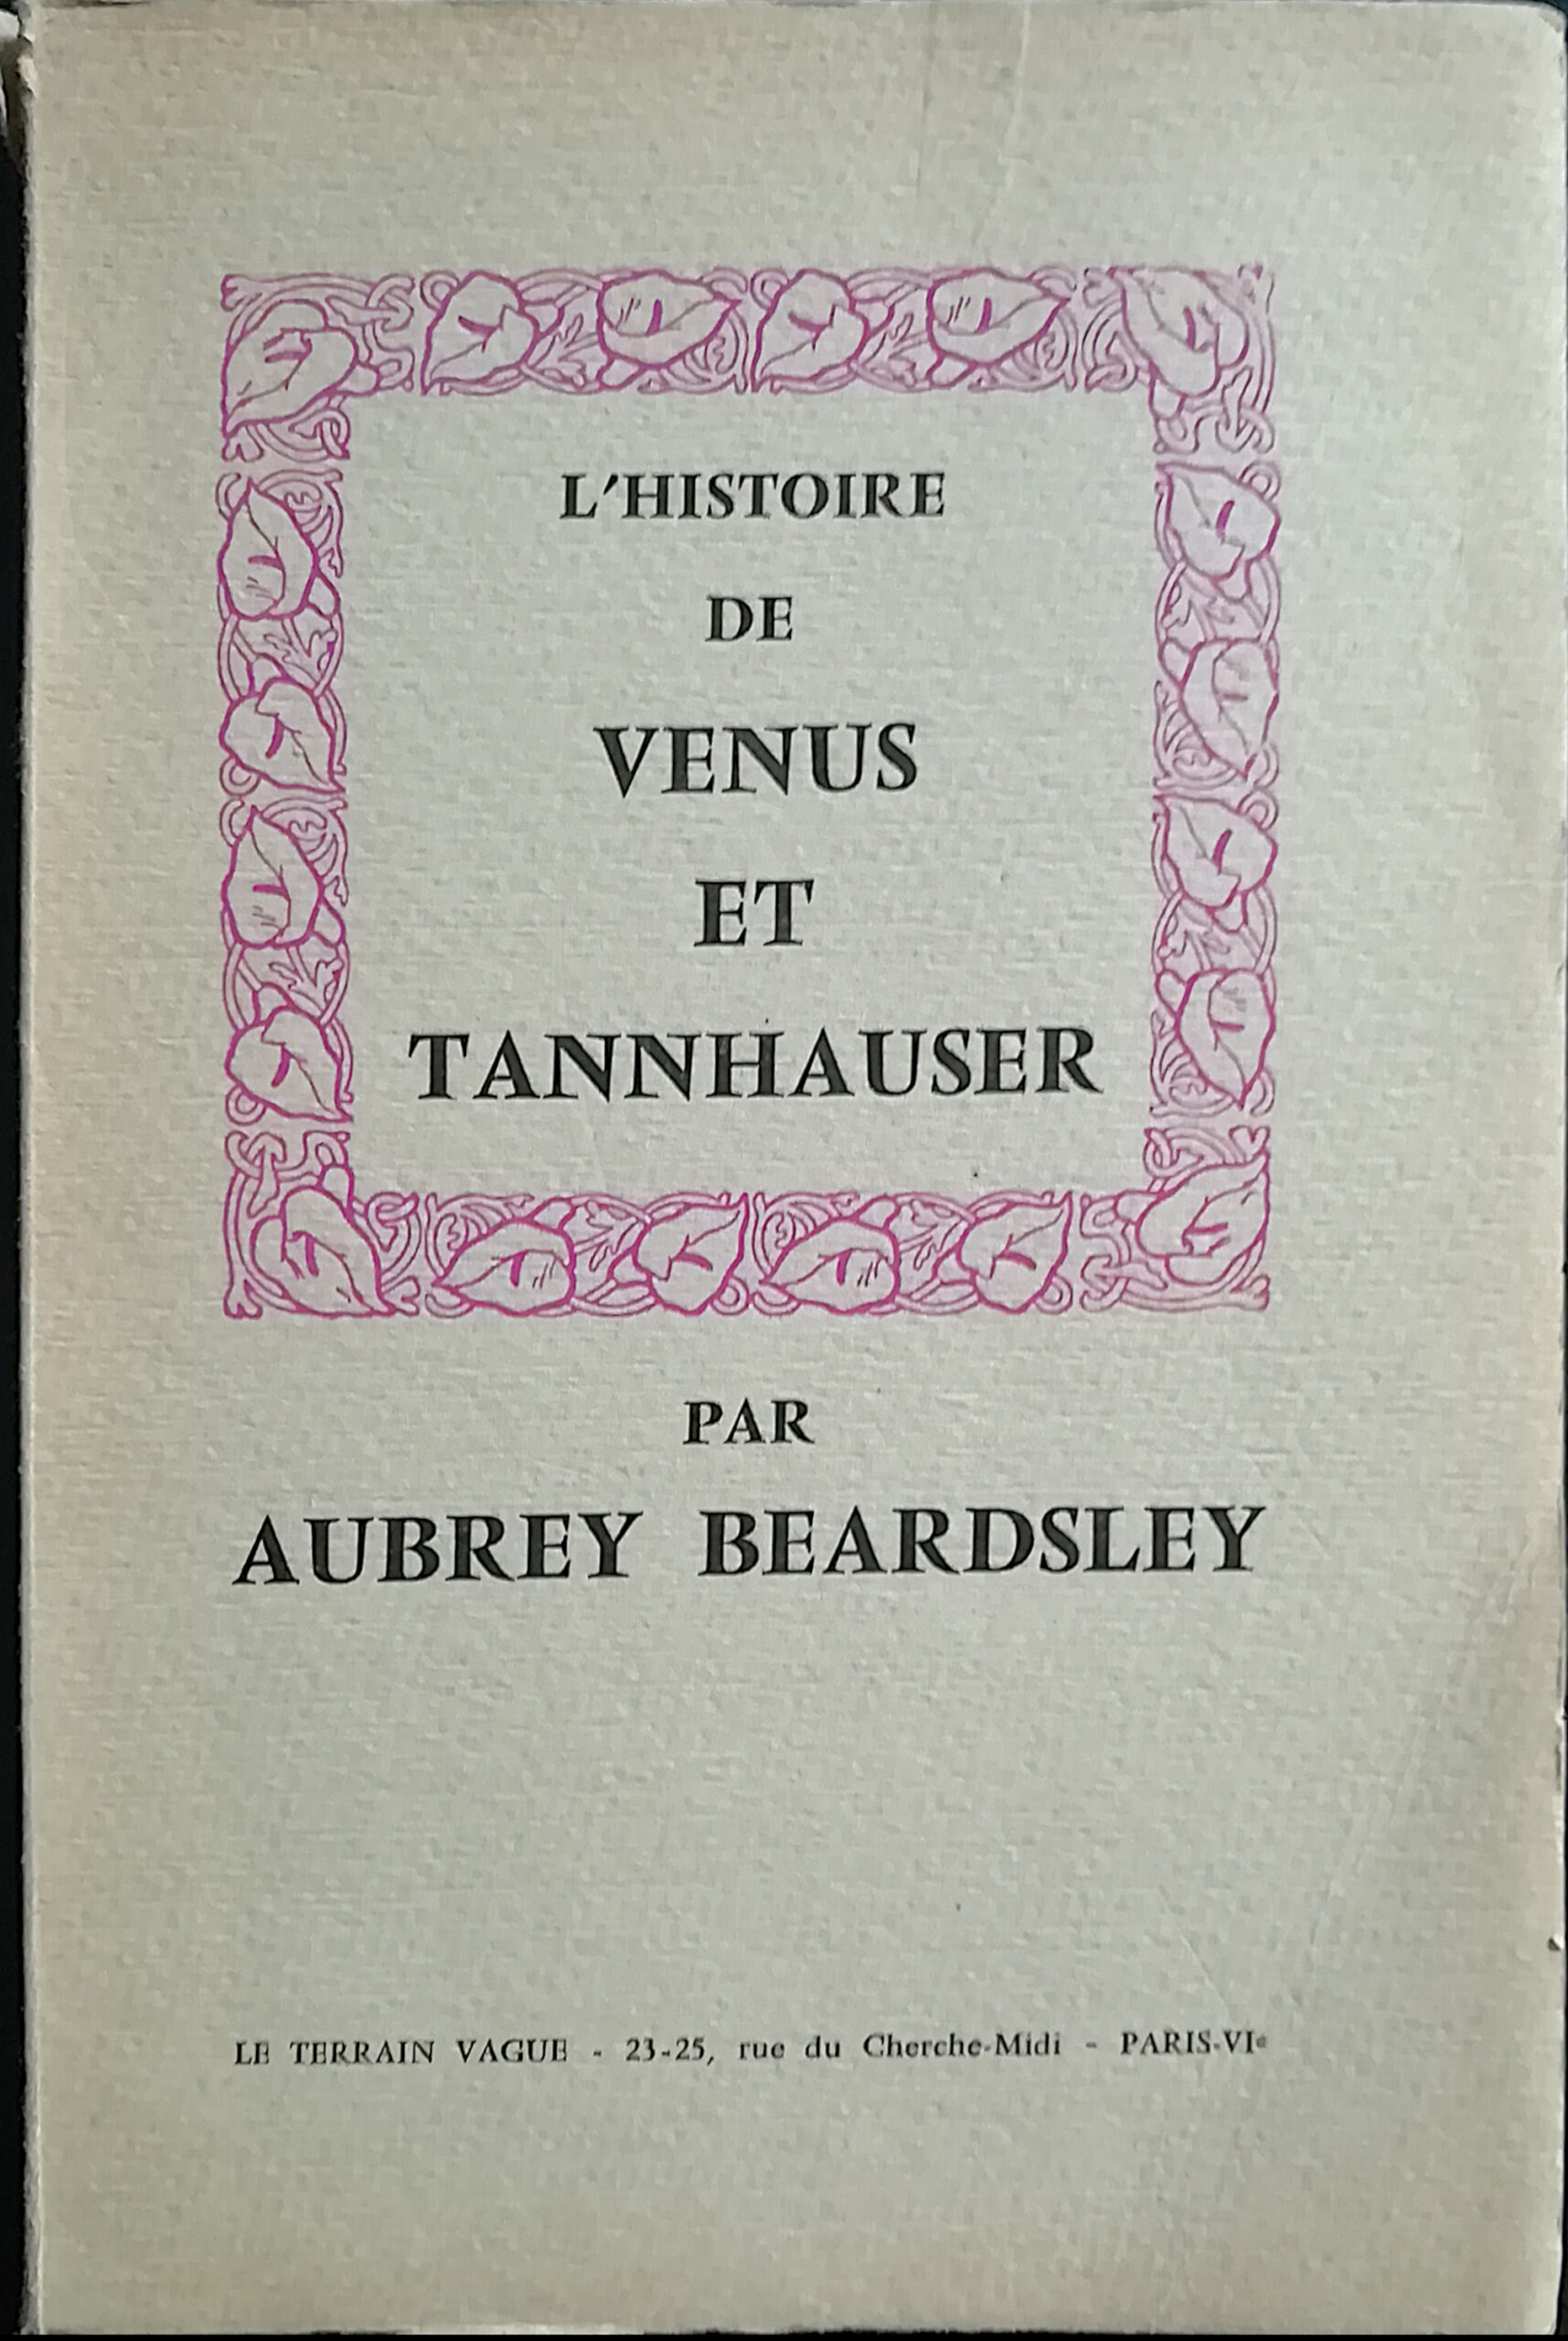 L'HISTOIRE
DE
VENUS
ET
TANNHAUSER
PAR
AUBREY BEARDSLEY
LE TERRAIN VAGUE - 23-25, rue du Cherche-Midi - PARIS-VIe